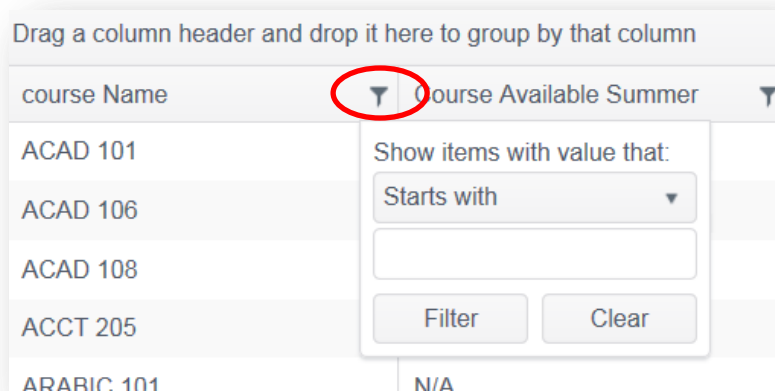 Drag a column header and drop it here to group by that column
course Name
Course Available Summer
ACAD 101
Show items with value that:
Starts with
ACAD 106
ACAD 108
Filter
Clear
ACCT 205
ARABIC 101
N/A